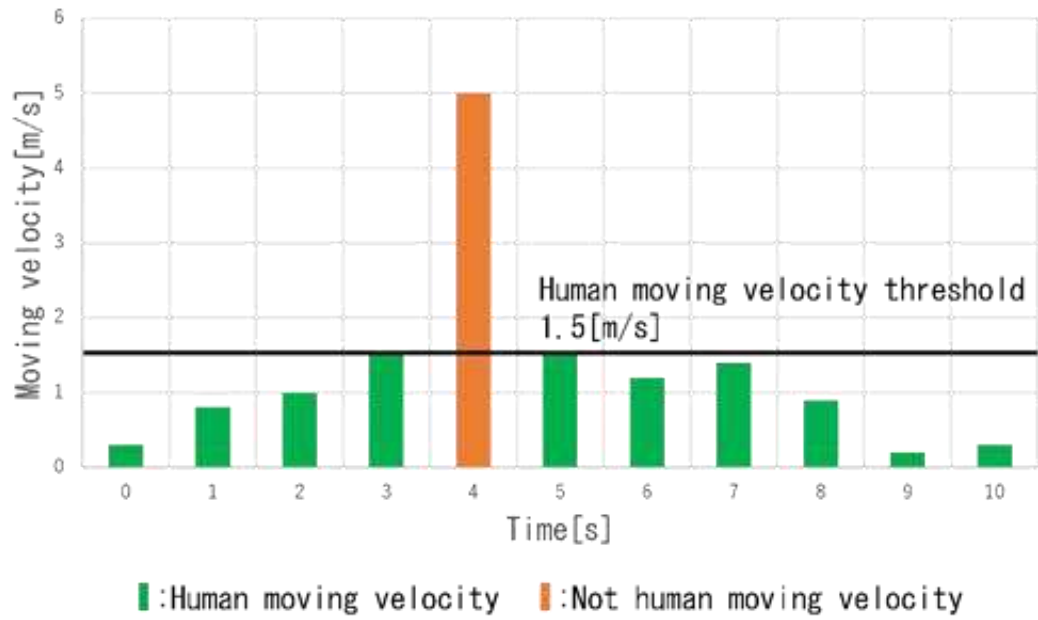 6
5
4
3
2
1
0
Moving velocity[m/s]
Human moving velocity threshold
1.5[m/s]
0 1 2 3 4 5 6 7 8 9 10
Time[s]
:Human moving velocity :Not human moving velocity